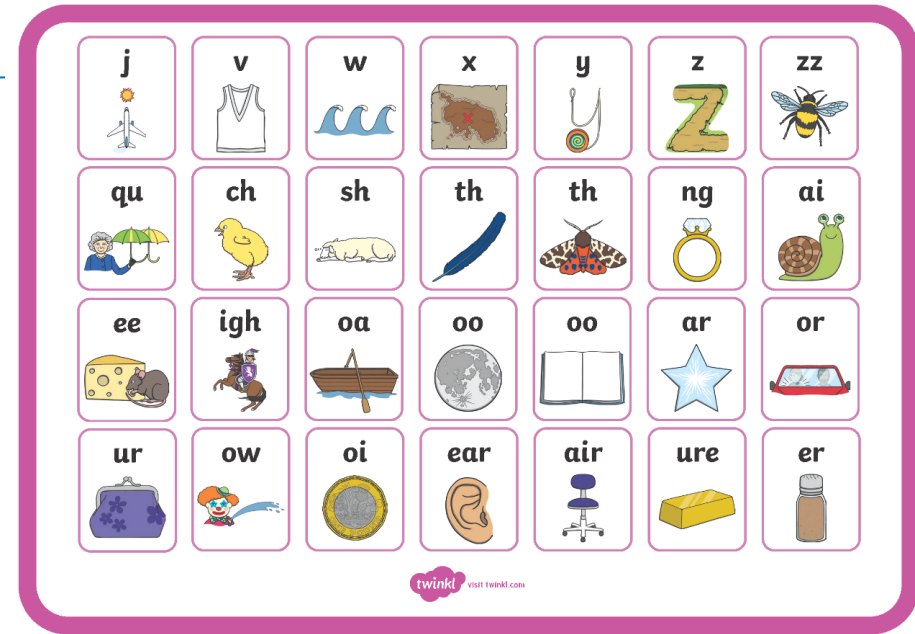 j v w x y z zz
qu ch sh th th ng ai
ee igh oa oo oo ar or
ur ow oi ear air ure er
twinkl visit twinkl.com